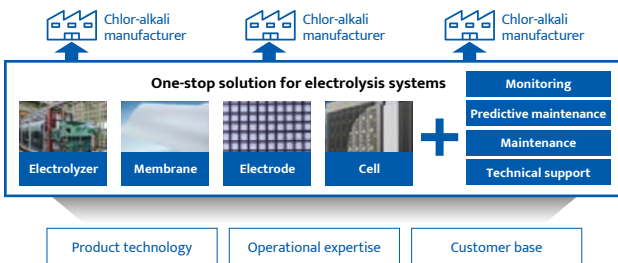 Chlor-alkali
manufacturer
Chlor-alkali
manufacturer
Chlor-alkali
manufacturer
One-stop solution for electrolysis systems
Electrolyzer
Membrane
Electrode
Cell
Monitoring
Predictive maintenance
Maintenance
Technical support
Product technology
Operational expertise
Customer base